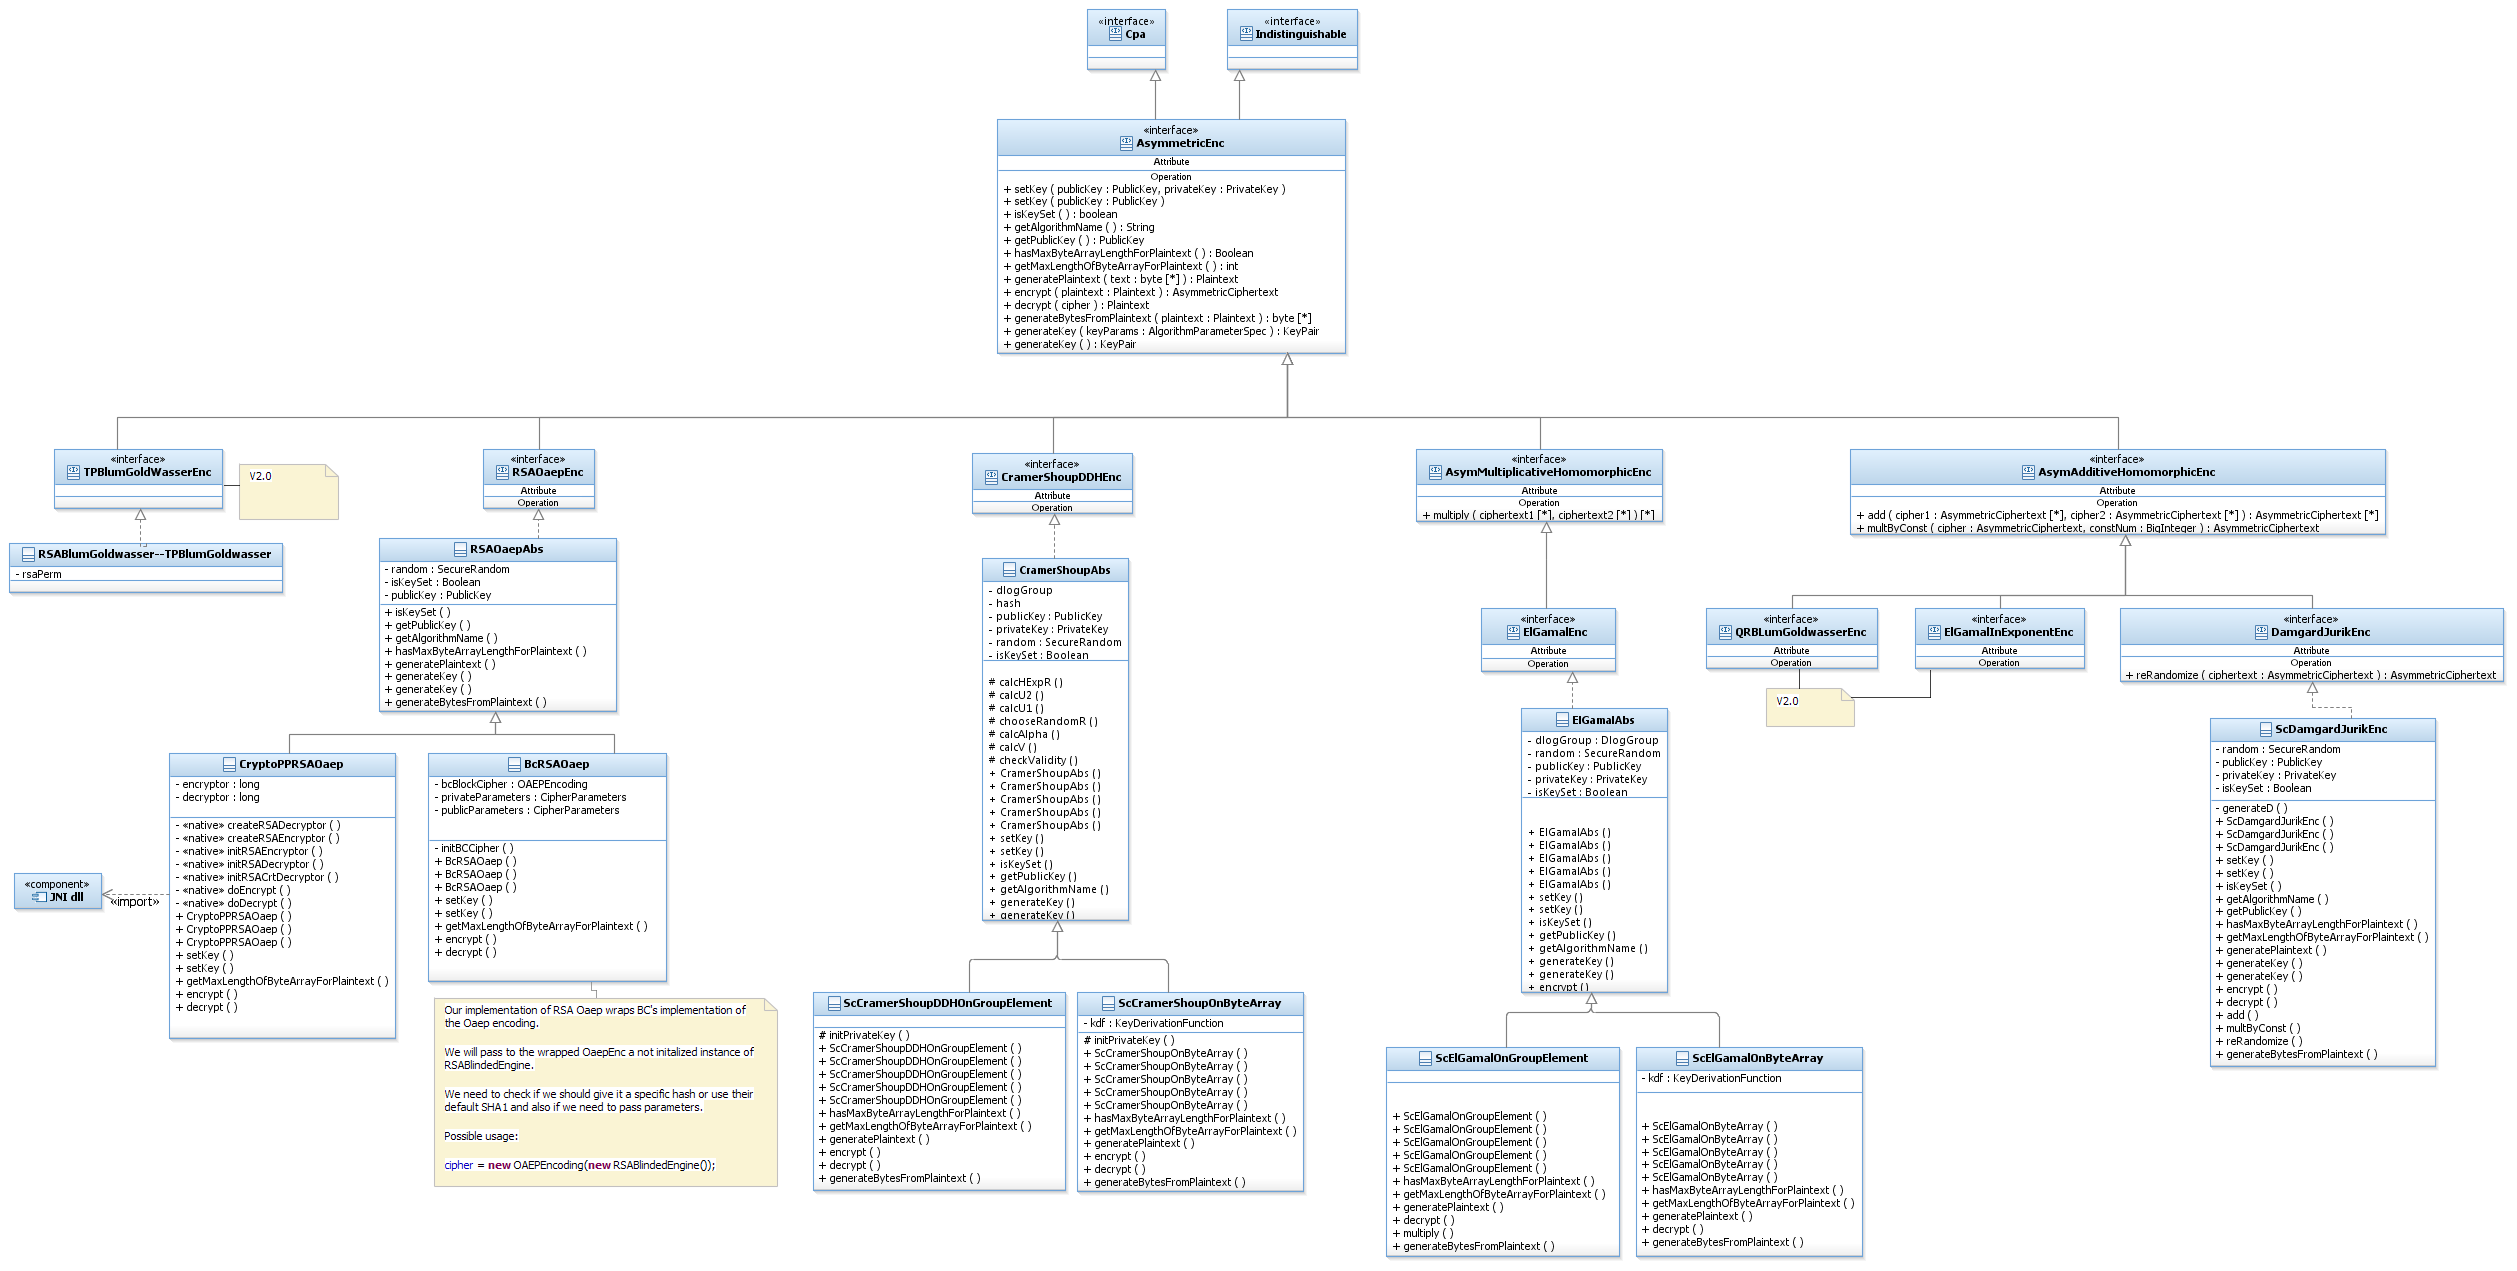 «interface»
Cpa
«interface»
Indistinguishable
«interface»
AsymmetricEnc
Attribute
Operation
+ setKey ( publicKey : PublicKey, privateKey : PrivateKey )
+ setKey ( publicKey : PublicKey )
+ isKeySet ( ) : boolean
+ getAlgorithmName ( ) : String
+ getPublicKey ( ) : PublicKey
+ hasMaxByteArrayLengthForPlaintext ( ) : Boolean
+ getMaxLengthOfByteArrayForPlaintext ( ) : int
+ generatePlaintext ( text : byte [*] ) : Plaintext
+ encrypt ( plaintext : Plaintext ) : AsymmetricCiphertext
+ decrypt ( cipher ) : Plaintext
+ generateBytesFromPlaintext ( plaintext : Plaintext ) : byte [*]
+ generateKey ( keyParams : AlgorithmParameterSpec ) : KeyPair
+ generateKey ( ) : KeyPair
«interface»
TPBlumGoldWasserEnc
V2.0
RSABlumGoldwasser--TPBlumGoldwasser
- rsaPerm
«interface»
RSAOaepEnc
Attribute
Operation
RSAOaepAbs
- random : SecureRandom
- isKeySet : Boolean
- publicKey : PublicKey
+ isKeySet ( )
+ getPublicKey ( )
+ getAlgorithmName ( )
+ hasMaxByteArrayLengthForPlaintext ( )
+ generatePlaintext ( )
+ generateKey ( )
+ generateKey ( )
+ generateBytesFromPlaintext ( )
CryptoPPRSAOaep
- encryptor : long
- decryptor : long
- «native» createRSADecryptor ( )
- «native» createRSAEncryptor ( )
- «native» initRSAEncryptor ( )
- «native» initRSADecryptor ( )
- «native» initRSACrtDecryptor ( )
- «native» doEncrypt ( )
- «native» doDecrypt ( )
+ CryptoPPRSAOaep ( )
+ CryptoPPRSAOaep ( )
+ CryptoPPRSAOaep ( )
+ setKey ( )
+ setKey ( )
+ getMaxLengthOfByteArrayForPlaintext ( )
+ encrypt ( )
+ decrypt ( )
«component»
JNI dll
«import»
BcRSAOaep
- bcBlockCipher : OAEPEncoding
- privateParameters : CipherParameters
- publicParameters : CipherParameters
- initBCCipher ( )
+ BcRSAOaep ( )
+ BcRSAOaep ( )
+ BcRSAOaep ( )
+ setKey ( )
+ setKey ( )
+ getMaxLengthOfByteArrayForPlaintext ( )
+ encrypt ( )
+ decrypt ( )
Our implementation of RSA Oaep wraps BC's implementation of
the Oaep encoding.
We will pass to the wrapped OaepEnc a not initalized instance of
RSABlindedEngine.
We need to check if we should give it a specific hash or use their
default SHA1 and also if we need to pass parameters.
Possible usage:
cipher = new OAEPEncoding(new RSABlindedEngine());
«interface»
CramerShoupDDHEnc
Attribute
Operation
CramerShoupAbs
- dlogGroup
- hash
- publicKey : PublicKey
- privateKey : PrivateKey
- random : SecureRandom
- isKeySet : Boolean
# calcHExpR ( )
# calcU2 ( )
# calcU1 ( )
# chooseRandomR ( )
# calcAlpha ( )
# calcV ( )
# checkValidity ( )
+ CramerShoupAbs ( )
+ CramerShoupAbs ( )
+ CramerShoupAbs ( )
+ CramerShoupAbs ( )
+ CramerShoupAbs ( )
+ setKey ( )
+ setKey ( )
+ isKeySet ( )
+ getPublicKey ( )
+ getAlgorithmName ( )
+ generateKey ( )
+ generateKey ( )
ScCramerShoupDDHOnGroupElement
# initPrivateKey ( )
+ ScCramerShoupDDHOnGroupElement ( )
+ ScCramerShoupDDHOnGroupElement ( )
+ ScCramerShoupDDHOnGroupElement ( )
+ ScCramerShoupDDHOnGroupElement ( )
+ ScCramerShoupDDHOnGroupElement ( )
+ hasMaxByteArrayLengthForPlaintext ( )
+ getMaxLengthOfByteArrayForPlaintext ( )
+ generatePlaintext ( )
+ encrypt ( )
+ decrypt ( )
+ generateBytesFromPlaintext ( )
ScCramerShoupOnByteArray
- kdf : KeyDerivationFunction
# initPrivateKey ( )
+ ScCramerShoupOnByteArray ( )
+ ScCramerShoupOnByteArray ( )
+ ScCramerShoupOnByteArray ( )
+ ScCramerShoupOnByteArray ( )
+ ScCramerShoupOnByteArray ( )
+ hasMaxByteArrayLengthForPlaintext ( )
+ getMaxLengthOfByteArrayForPlaintext ( )
+ generatePlaintext ( )
+ encrypt ( )
+ decrypt ( )
+ generateBytesFromPlaintext ( )
«interface»
AsymMultiplicativeHomomorphicEnc
Attribute
Operation
+ multiply ( ciphertext1 [*], ciphertext2 [*] ) [*]
«interface»
ElGamalEnc
Attribute
Operation
ElGamalAbs
- dlogGroup : DlogGroup
- random : SecureRandom
- publicKey : PublicKey
- privateKey : PrivateKey
- isKeySet : Boolean
+ ElGamalAbs ( )
+ ElGamalAbs ( )
+ ElGamalAbs ( )
+ ElGamalAbs ( )
+ ElGamalAbs ( )
+ setKey ( )
+ setKey ( )
+ isKeySet ( )
+ getPublicKey ( )
+ getAlgorithmName ( )
+ generateKey ( )
+ generateKey ( )
+ encrypt ( )
ScElGamalOnGroupElement
+ ScElGamalOnGroupElement ( )
+ ScElGamalOnGroupElement ( )
+ ScElGamalOnGroupElement ( )
+ ScElGamalOnGroupElement ( )
+ ScElGamalOnGroupElement ( )
+ hasMaxByteArrayLengthForPlaintext ( )
+ getMaxLengthOfByteArrayForPlaintext ( )
+ generatePlaintext ( )
+ decrypt ( )
+ multiply ( )
+ generateBytesFromPlaintext ( )
ScElGamalOnByteArray
- kdf : KeyDerivationFunction
+ ScElGamalOnByteArray ( )
+ ScElGamalOnByteArray ( )
+ ScElGamalOnByteArray ( )
+ ScElGamalOnByteArray ( )
+ ScElGamalOnByteArray ( )
+ hasMaxByteArrayLengthForPlaintext ( )
+ getMaxLengthOfByteArrayForPlaintext ( )
+ generatePlaintext ( )
+ decrypt ( )
+ generateBytesFromPlaintext ( )
«interface»
AsymAdditiveHomomorphicEnc
Attribute
Operation
+ add ( cipher1 : AsymmetricCiphertext [*], cipher2 : AsymmetricCiphertext [*] ) : AsymmetricCiphertext [*]
+ multByConst ( cipher : AsymmetricCiphertext, constNum : BigInteger ) : AsymmetricCiphertext
«interface»
QRBLumGoldwasserEnc
Attribute
Operation
«interface»
ElGamalInExponentEnc
Attribute
Operation
V2.0
«interface»
DamgardJurikEnc
Attribute
Operation
+ reRandomize ( ciphertext : AsymmetricCiphertext ) : AsymmetricCiphertext
ScDamgardJurikEnc
- random : SecureRandom
- publicKey : PublicKey
- privateKey : PrivateKey
- isKeySet : Boolean
- generateD ( )
+ ScDamgardJurikEnc ( )
+ ScDamgardJurikEnc ( )
+ ScDamgardJurikEnc ( )
+ setKey ( )
+ setKey ( )
+ isKeySet ( )
+ getAlgorithmName ( )
+ getPublicKey ( )
+ hasMaxByteArrayLengthForPlaintext ( )
+ getMaxLengthOfByteArrayForPlaintext ( )
+ generatePlaintext ( )
+ generateKey ( )
+ generateKey ( )
+ encrypt ( )
+ decrypt ( )
+ add ( )
+ multByConst ( )
+ reRandomize ( )
+ generateBytesFromPlaintext ( )